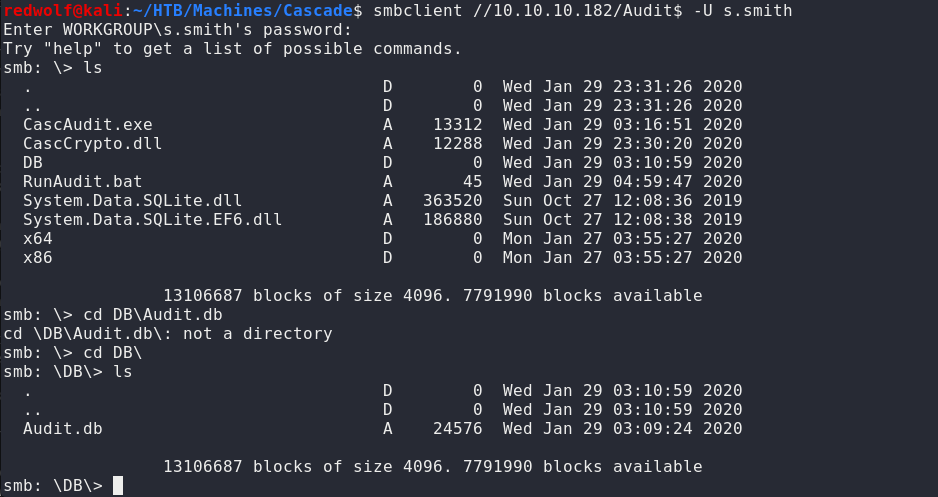 redwolf@kali:~/HTB/Machines/Cascade$ smbclient //10.10.10.182/Audit$ -U s.smith
Enter WORKGROUP\s.smith's password:
Try "help" to get a list of possible commands.
smb: \> ls
  .                                   D        0  Wed Jan 29 23:31:26 2020
  ..                                  D        0  Wed Jan 29 23:31:26 2020
  CascAudit.exe                       A    13312  Wed Jan 29 03:16:51 2020
  CascCrypto.dll                      A    12288  Wed Jan 29 23:30:20 2020
  DB                                  D        0  Wed Jan 29 03:10:59 2020
  RunAudit.bat                        A       45  Wed Jan 29 04:59:47 2020
  System.Data.SQLite.dll              A   363520  Sun Oct 27 12:08:36 2019
  System.Data.SQLite.EF6.dll          A   186880  Sun Oct 27 12:08:38 2019
  x64                                 D        0  Mon Jan 27 03:55:27 2020
  x86                                 D        0  Mon Jan 27 03:55:27 2020
                13106687 blocks of size 4096. 7791990 blocks available
smb: \> cd DB\Audit.db
cd \DB\Audit.db\: not a directory
smb: \> cd DB\
smb: \DB\> ls
  .                                   D        0  Wed Jan 29 03:10:59 2020
  ..                                  D        0  Wed Jan 29 03:10:59 2020
  Audit.db                            A    24576  Wed Jan 29 03:09:24 2020
                13106687 blocks of size 4096. 7791990 blocks available
smb: \DB\>